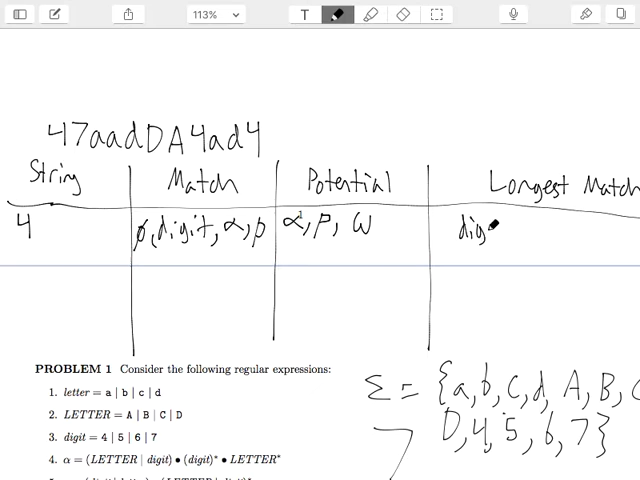 113%
T
47aadDA4ad4
String Match Potential Longest Match
4 ∅, digit, α, ρ α, ρ, ω dig
PROBLEM 1 Consider the following regular expressions:
1. letter = a | b | c | d
2. LETTER = A | B | C | D
3. digit = 4 | 5 | 6 | 7
4. α = (LETTER | digit) • (digit)* • LETTER*
Σ = {a, b, c, d, A, B, C
D, 4, 5, 6, 7}